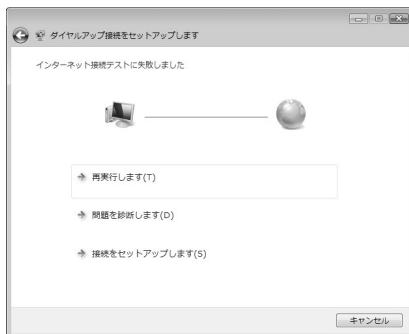 ダイヤルアップ接続をセットアップします
インターネット接続テストに失敗しました
再実行します(T)
問題を診断します(D)
接続をセットアップします(S)
キャンセル